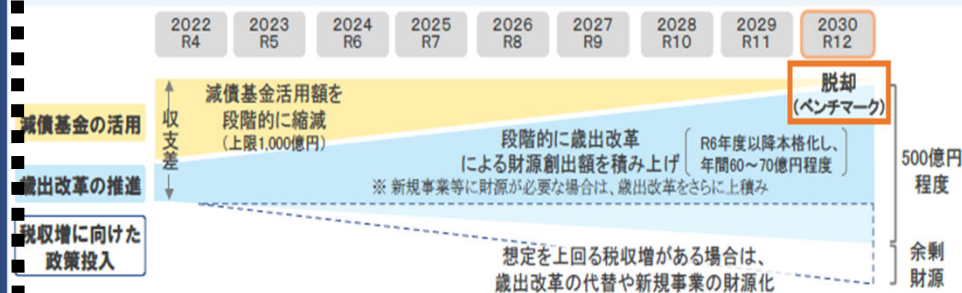 2022
R4
2023
R5
2024
R6
2025
R7
2026
R8
2027
R9
2028
R10
2029
R11
2030
R12
減債基金の活用
歳出改革の推進
税収増に向けた
政策投入
収支差
減債基金活用額を
段階的に縮減
(上限1,000億円)
段階的に歳出改革
による財源創出額を積み上げ
R6年度以降本格化し、
年間60～70億円程度
※ 新規事業等に財源が必要な場合は、歳出改革をさらに上積み
想定を上回る税収増がある場合は、
歳出改革の代替や新規事業の財源化
脱却
(ベンチマーク)
500億円
程度
余剰
財源